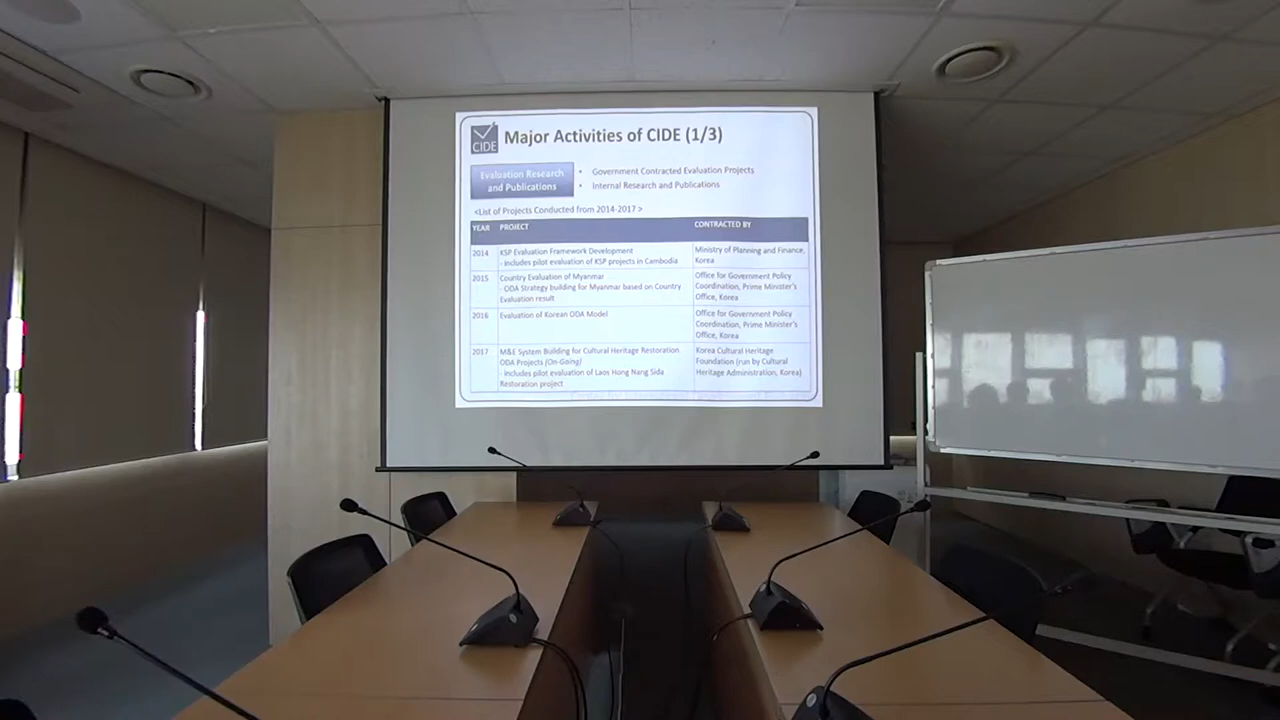 CIDE
Major Activities of CIDE (1/3)
Evaluation Research
and Publications
• Government Contracted Evaluation Projects
• Internal Research and Publications
<List of Projects Conducted from 2014-2017 >
YEAR PROJECT CONTRACTED BY
2014 KSP Evaluation Framework Development
- Includes pilot evaluation of KSP projects in Cambodia
Ministry of Planning and Finance,
Korea
2015 Country Evaluation of Myanmar
- ODA Strategy building for Myanmar based on Country
Evaluation result
Office for Government Policy
Coordination, Prime Minister's
Office, Korea
2016 Evaluation of Korean ODA Model
Office for Government Policy
Coordination, Prime Minister's
Office, Korea
2017 M&E System Building for Cultural Heritage Restoration
ODA Projects (On-Going)
- Includes pilot evaluation of Laos Hong Nang Sida
Restoration project
Korea Cultural Heritage
Foundation (run by Cultural
Heritage Administration, Korea)